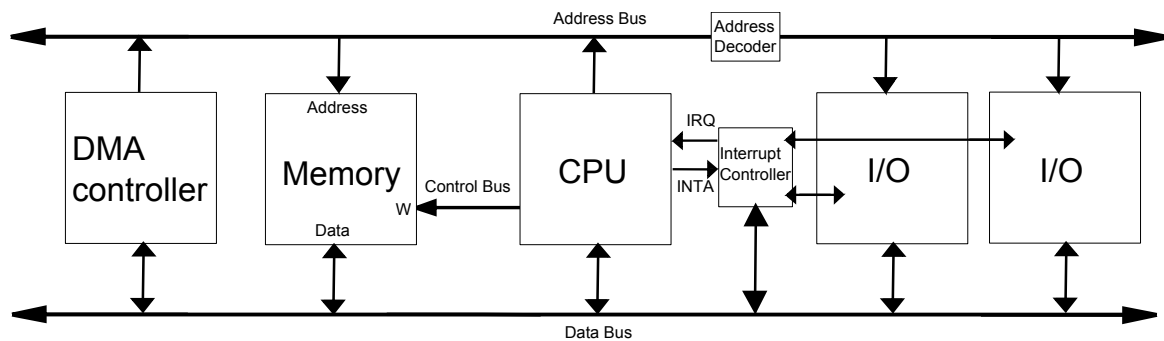 Address Bus
Address
Decoder
DMA
controller
Address
Memory
W
Data
Control Bus
CPU
IRQ
INTA
Interrupt
Controller
I/O
I/O
Data Bus